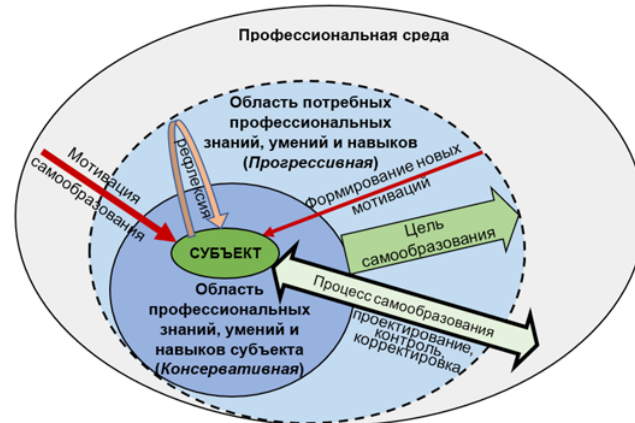 Профессиональная среда
Область потребных
профессиональных
знаний, умений и навыков
(Прогрессивная)
Мотивация
самообразования
рефлексия
Формирование новых
мотиваций
Цель
самообразования
СУБЪЕКТ
Область
профессиональных
знаний, умений и
навыков субъекта
(Консервативная)
Процесс самообразования
проектирование,
контроль,
корректировка